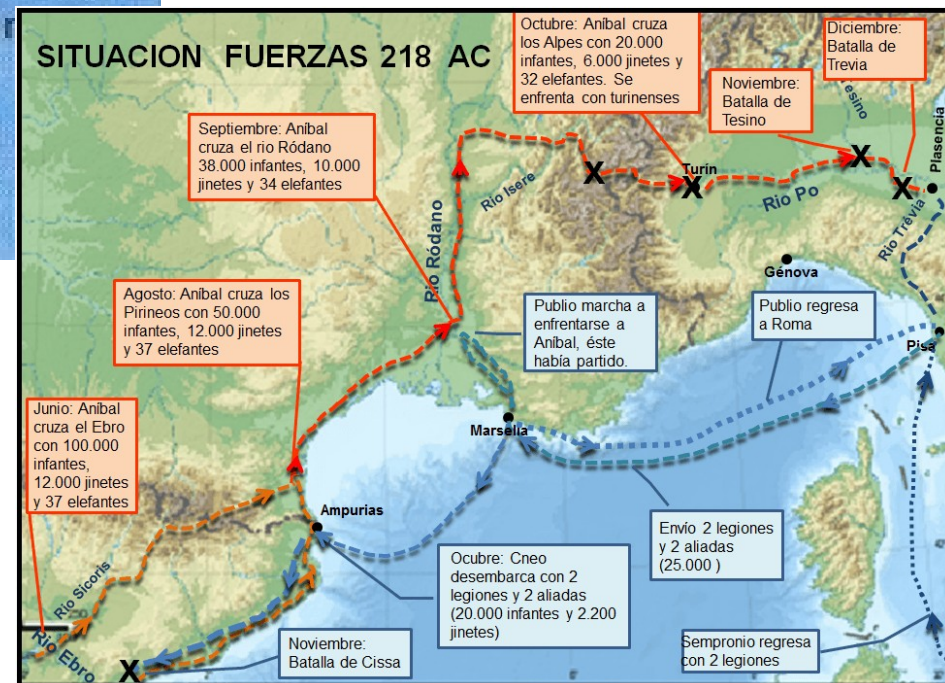 SITUACION FUERZAS 218 AC
Octubre: Aníbal cruza
los Alpes con 20.000
infantes, 6.000 jinetes y
32 elefantes. Se
enfrenta con turinenses
Diciembre:
Batalla de
Trevia
Noviembre:
Batalla de
Tesino
Septiembre: Aníbal
cruza el rio Ródano
38.000 infantes, 10.000
jinetes y 34 elefantes
Agosto: Aníbal cruza los
Pirineos con 50.000
infantes, 12.000 jinetes
y 37 elefantes
Junio: Aníbal
cruza el Ebro
con 100.000
infantes,
12.000 jinetes
y 37 elefantes
Rio Ródano
Rio Isere
Turin
Rio Po
Tesino
Plasencia
Rio Trévia
Génova
Publio marcha a
enfrentarse a
Aníbal, éste
había partido.
Publio regresa
a Roma
Pisa
Marselia
Ampurias
Envío 2 legiones
y 2 aliadas
(25.000 )
Ocubre: Cneo
desembarca con 2
legiones y 2 aliadas
(20.000 infantes y 2.200
jinetes)
Rio Sicoris
Rio Ebro
Noviembre:
Batalla de Cissa
Sempronio regresa
con 2 legiones
X
X
X
X
X